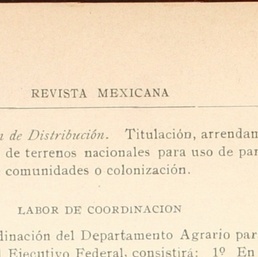 REVISTA MEXICANA
n de Distribución. Titulación, arrendam
de terrenos nacionales para uso de par
comunidades o colonización.
LABOR DE COORDINACION
dinación del Departamento Agrario par
l Ejecutivo Federal, consistirá: 1º En